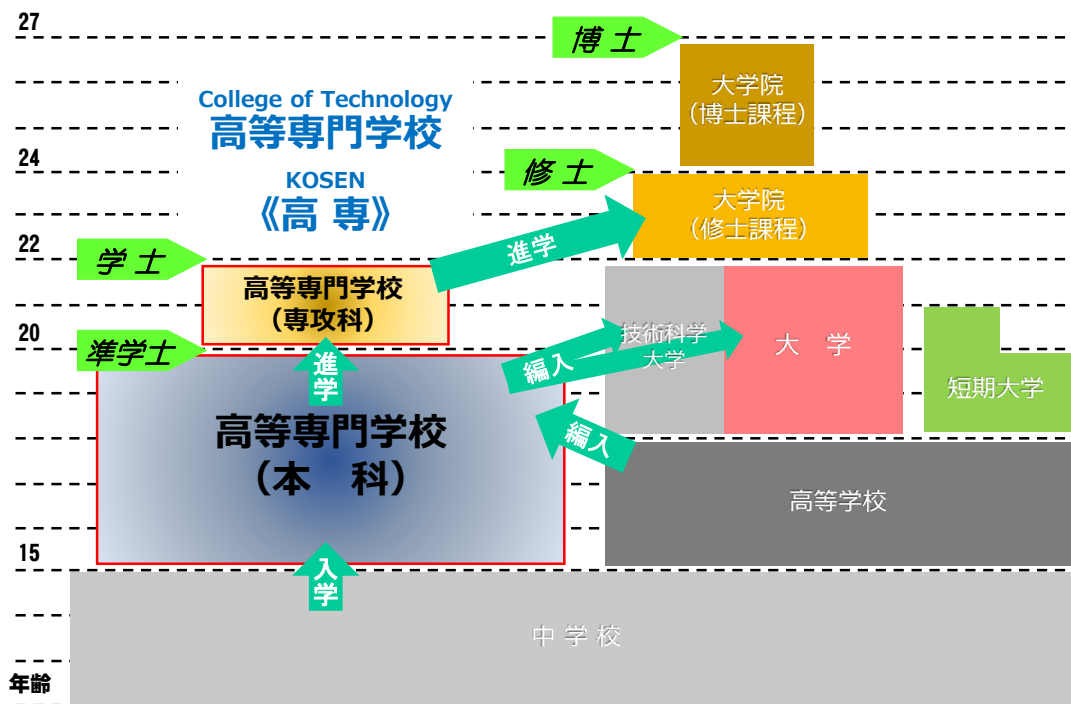 27
博 士
大学院
（博士課程）
College of Technology
高等専門学校
KOSEN
《高 専》
24
修 士
大学院
（修士課程）
進学
22
学 士
高等専門学校
（専攻科）
20
準学士
進学
編入
技術科学
大学
大　学
短期大学
高等専門学校
（本　科）
編入
高等学校
15
入学
中 学 校
年齢